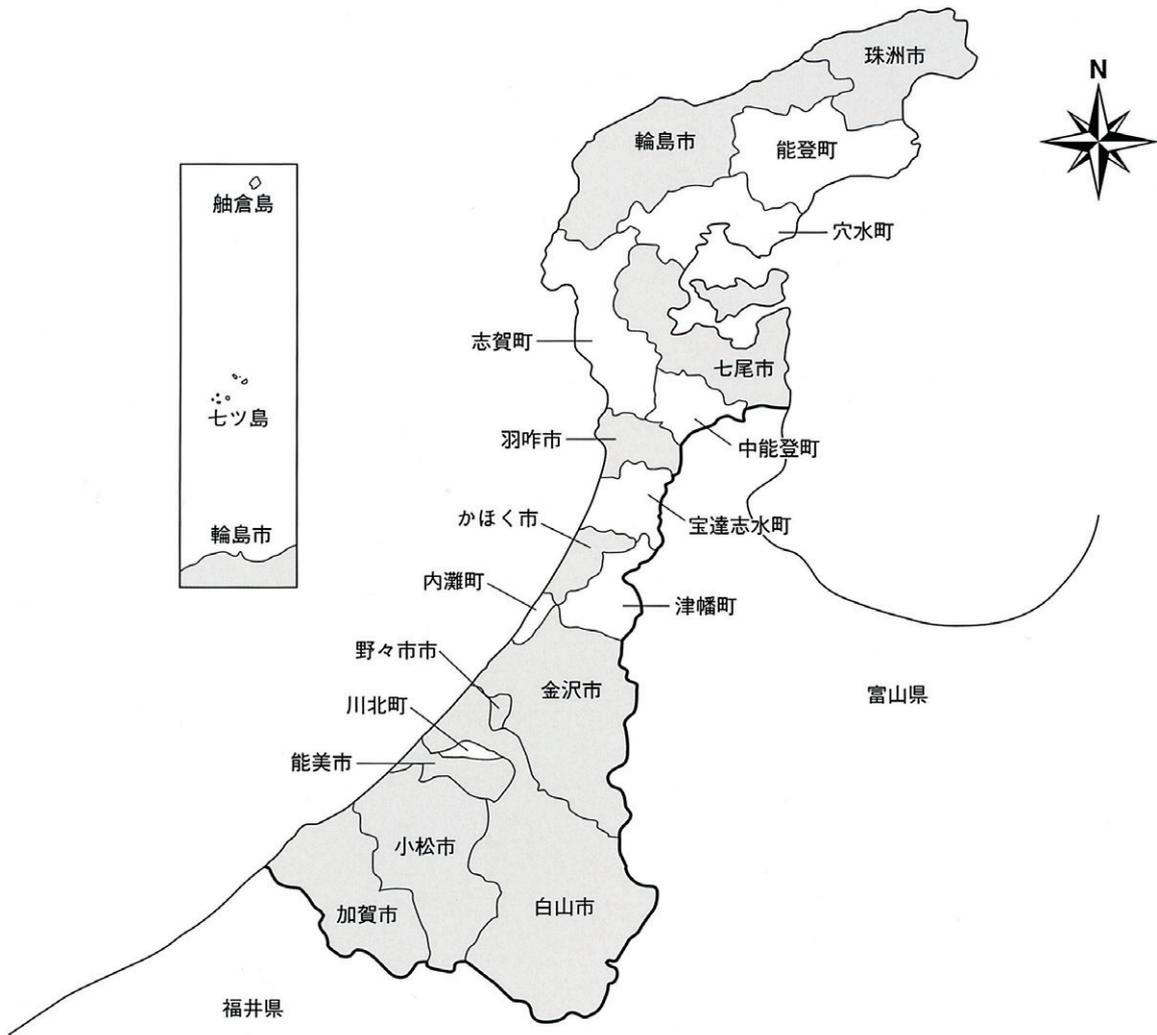 珠洲市
N
輪島市
能登町
舳倉島
穴水町
志賀町
七尾市
七ツ島
羽咋市
中能登町
かほく市
宝達志水町
輪島市
内灘町
津幡町
野々市市
金沢市
富山県
川北町
能美市
小松市
加賀市
白山市
福井県